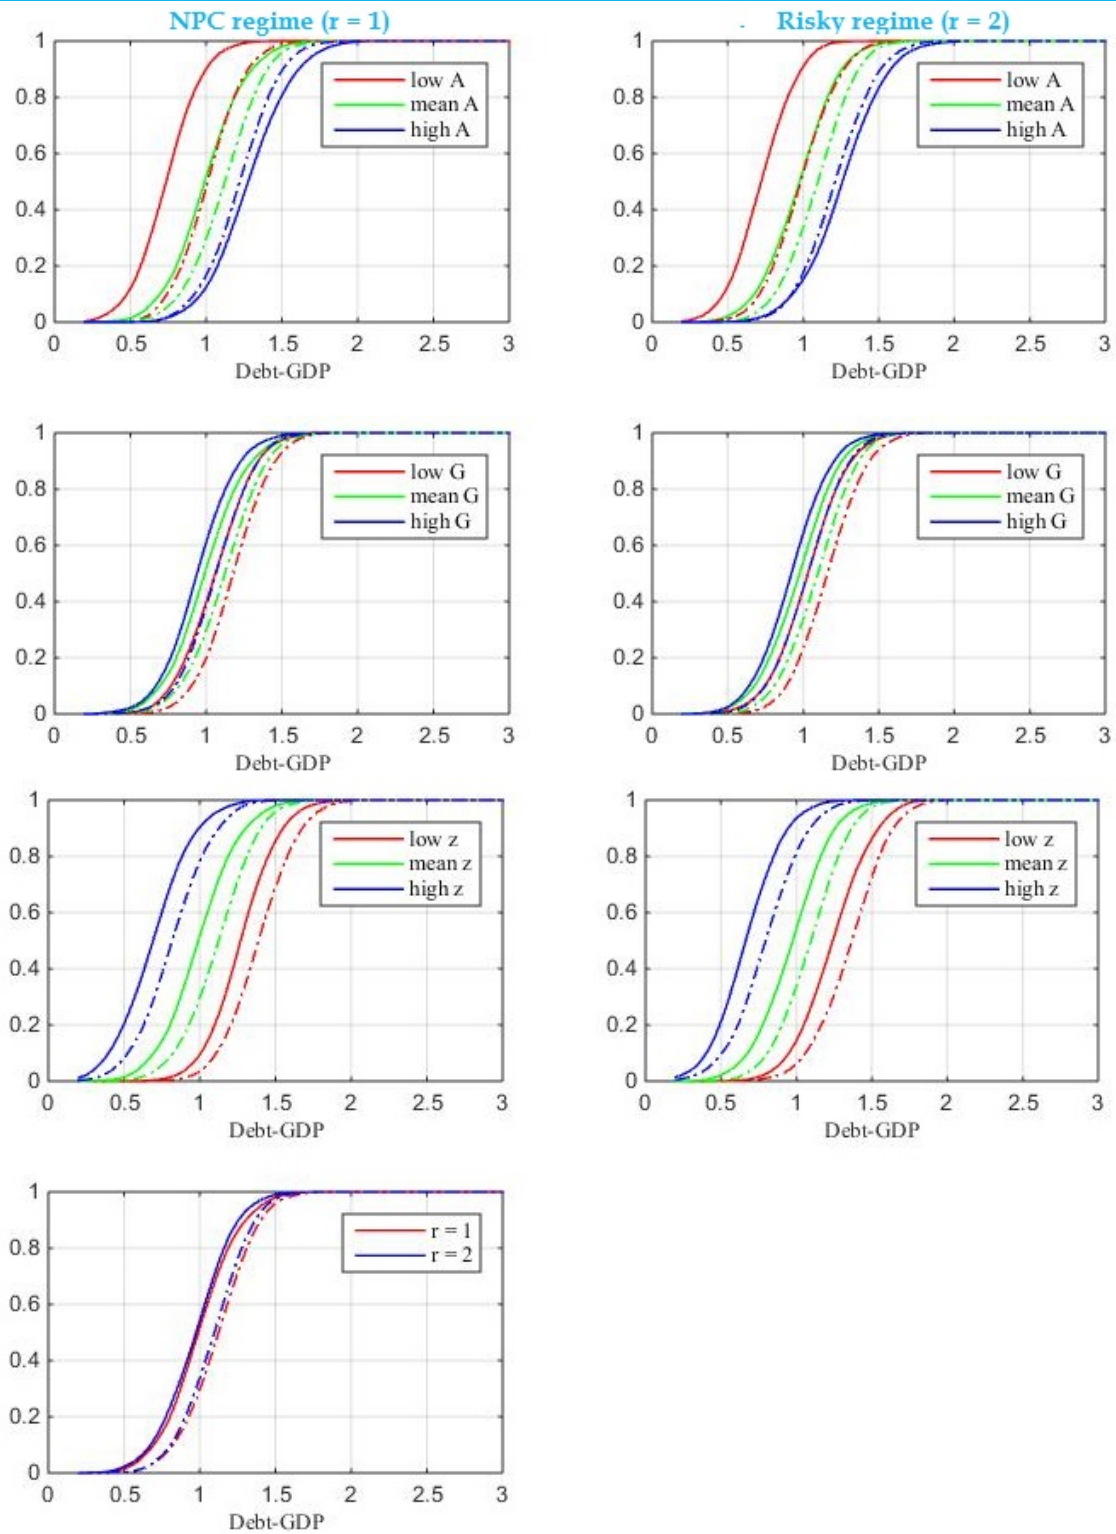 NPC regime (r = 1)
Risky regime (r = 2)
1
0.8
0.6
0.4
0.2
0
0 0.5 1 1.5 2 2.5 3
Debt-GDP
low A
mean A
high A
1
0.8
0.6
0.4
0.2
0
0 0.5 1 1.5 2 2.5 3
Debt-GDP
low A
mean A
high A
1
0.8
0.6
0.4
0.2
0
0 0.5 1 1.5 2 2.5 3
Debt-GDP
low G
mean G
high G
1
0.8
0.6
0.4
0.2
0
0 0.5 1 1.5 2 2.5 3
Debt-GDP
low G
mean G
high G
1
0.8
0.6
0.4
0.2
0
0 0.5 1 1.5 2 2.5 3
Debt-GDP
low z
mean z
high z
1
0.8
0.6
0.4
0.2
0
0 0.5 1 1.5 2 2.5 3
Debt-GDP
low z
mean z
high z
1
0.8
0.6
0.4
0.2
0
0 0.5 1 1.5 2 2.5 3
Debt-GDP
r = 1
r = 2